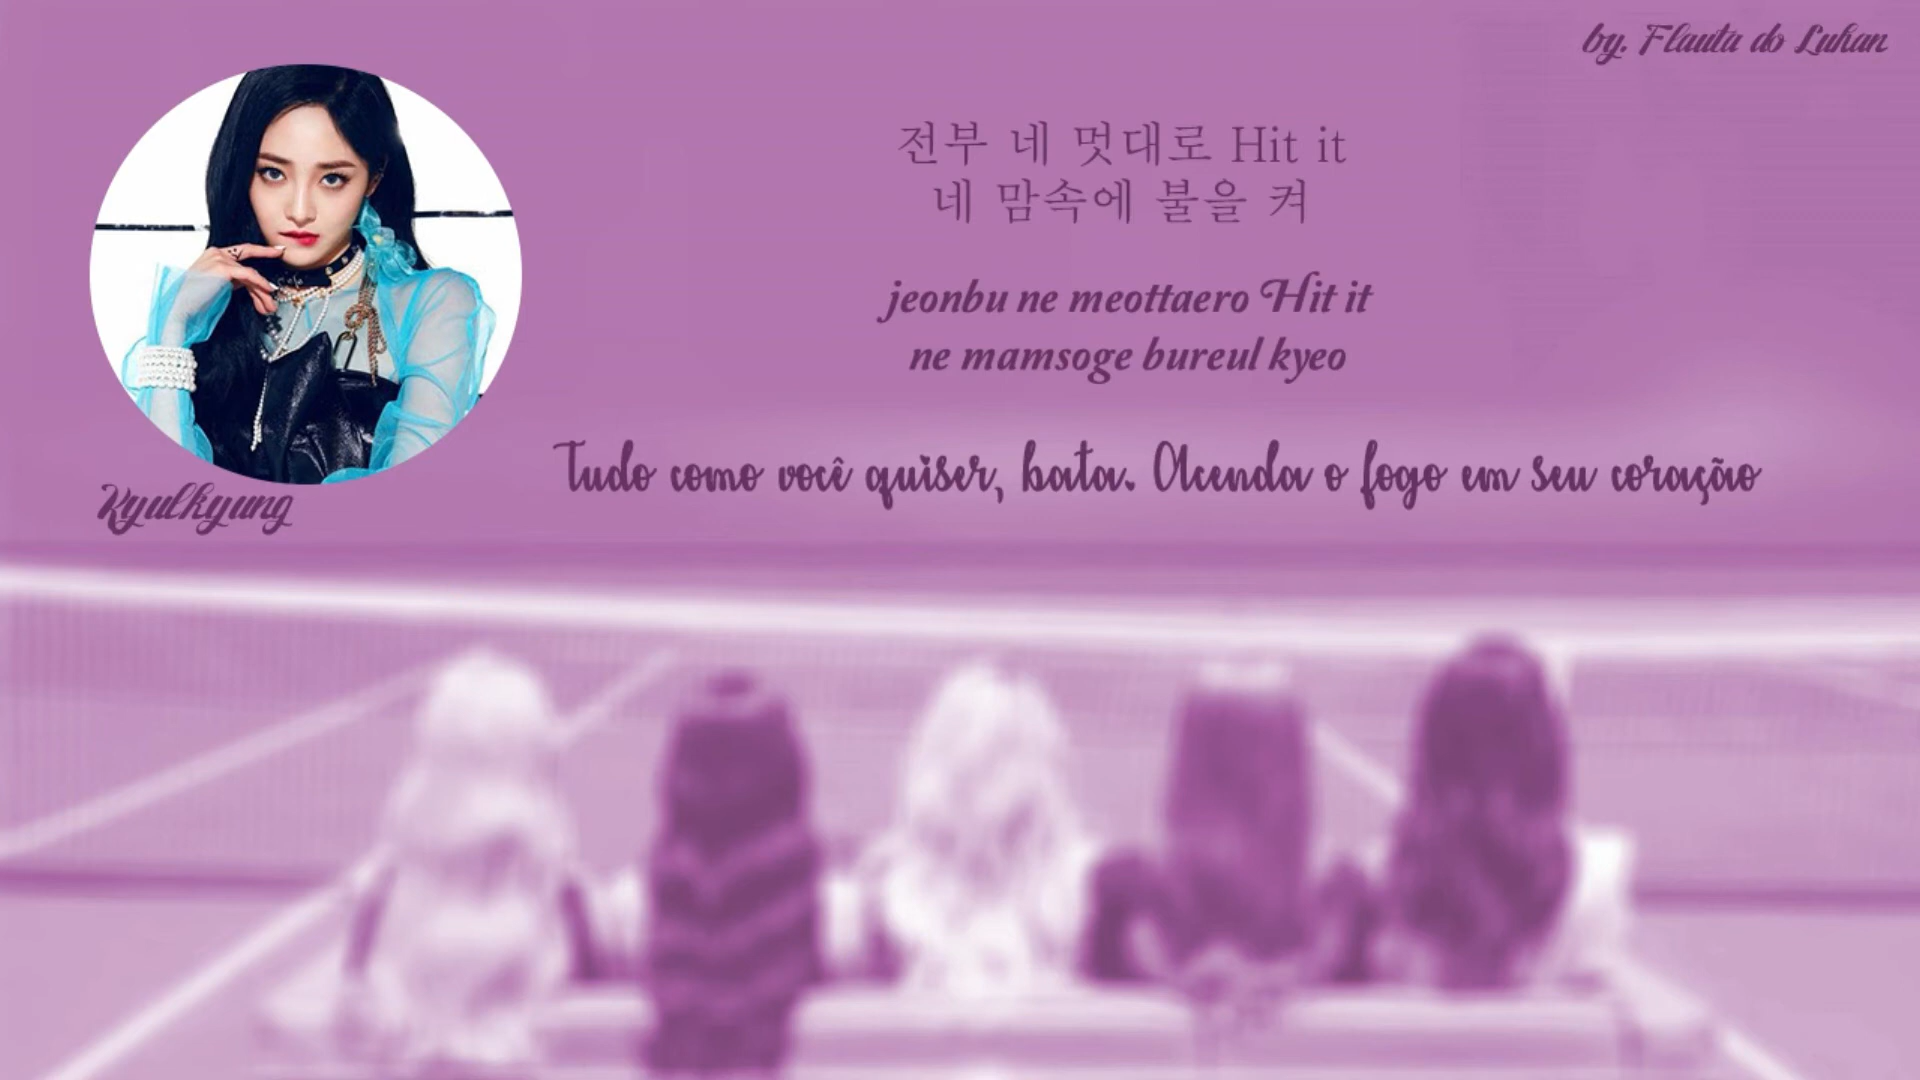 by. Flauta do Luhan
전부 네 멋대로 Hit it
네 맘속에 불을 켜
jeonbu ne meottaero Hit it
ne mamsoge bureul kyeo
Tudo como você quiser, bata. Acenda o fogo em seu coração
Kyulkyung